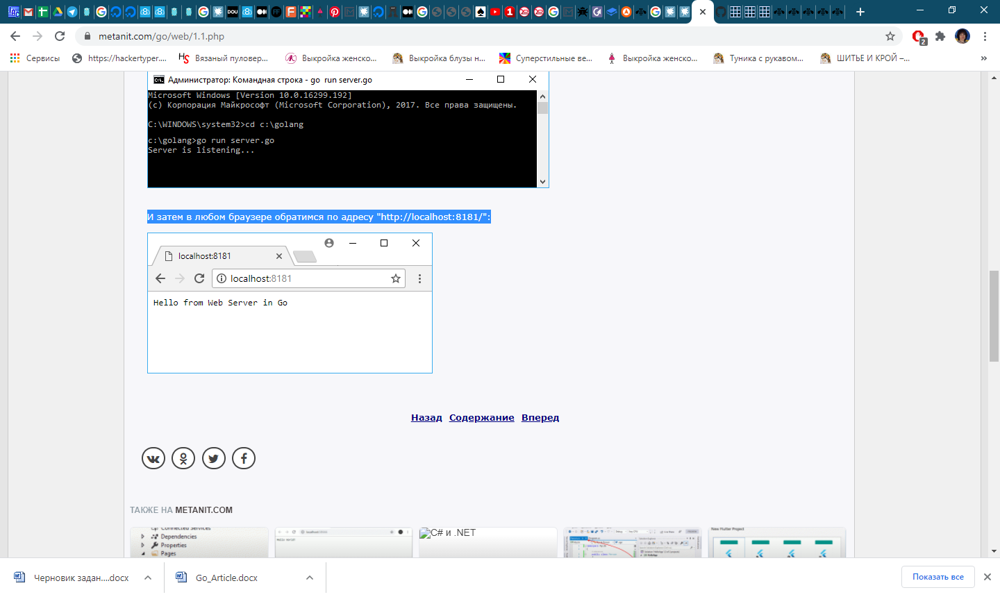 DOU
metanit.com/go/web/1.1.php
2
Сервисы
https://hackertyper....
Вязаный пуловер...
Выкройка женско...
Выкройка блузы н...
Суперстильные ве...
Выкройка женско...
Туника с рукавом...
ШИТЬЕ И КРОЙ –...
»
Администратор: Командная строка - go run server.go
Microsoft Windows [Version 10.0.16299.192]
(c) Корпорация Майкрософт (Microsoft Corporation), 2017. Все права защищены.
C:\WINDOWS\system32>cd c:\golang
c:\golang>go run server.go
Server is listening...
И затем в любом браузере обратимся по адресу "http://localhost:8181/":
localhost:8181
localhost:8181
Hello from Web Server in Go
Назад Содержание Вперед
ТАКЖЕ НА METANIT.COM
Connected Services
Dependencies
Properties
Pages
C# и .NET
New Flutter Project
Черновик задан....docx
Go_Article.docx
Показать все